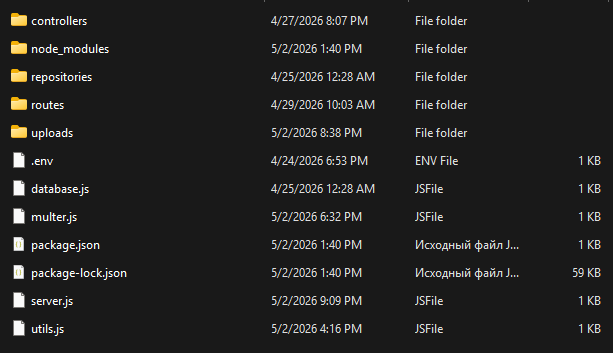 controllers 4/27/2026 8:07 PM File folder
node_modules 5/2/2026 1:40 PM File folder
repositories 4/25/2026 12:28 AM File folder
routes 4/29/2026 10:03 AM File folder
uploads 5/2/2026 8:38 PM File folder
.env 4/24/2026 6:53 PM ENV File 1 KB
database.js 4/25/2026 12:28 AM JSFile 1 KB
multer.js 5/2/2026 6:32 PM JSFile 1 KB
package.json 5/2/2026 1:40 PM Исходный файл J... 1 KB
package-lock.json 5/2/2026 1:40 PM Исходный файл J... 59 KB
server.js 5/2/2026 9:09 PM JSFile 1 KB
utils.js 5/2/2026 4:16 PM JSFile 1 KB